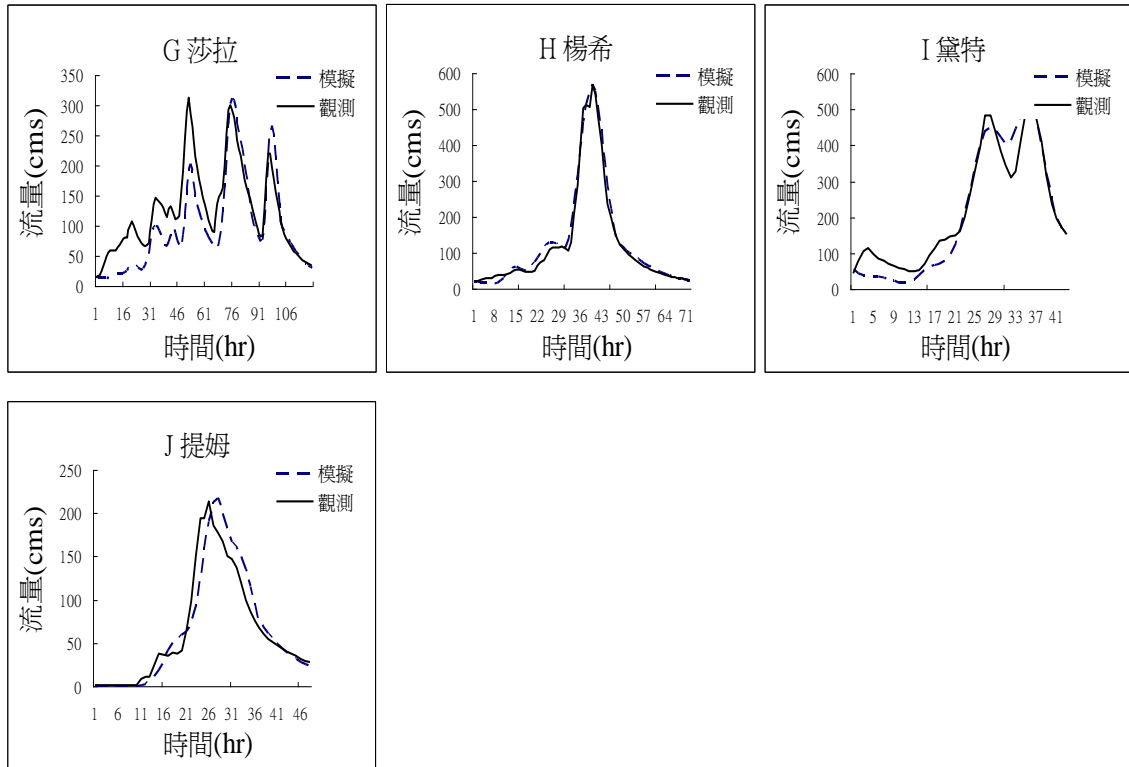 G 莎拉
350
300
250
200
150
100
50
0
1 16 31 46 61 76 91 106
流量(cms)
時間(hr)
模擬
觀測
H 楊希
600
500
400
300
200
100
0
1 8 15 22 29 36 43 50 57 64 71
流量(cms)
時間(hr)
模擬
觀測
I 黛特
600
500
400
300
200
100
0
1 5 9 13 17 21 25 29 33 37 41
流量(cms)
時間(hr)
模擬
觀測
J 提姆
250
200
150
100
50
0
1 6 11 16 21 26 31 36 41 46
流量(cms)
時間(hr)
模擬
觀測